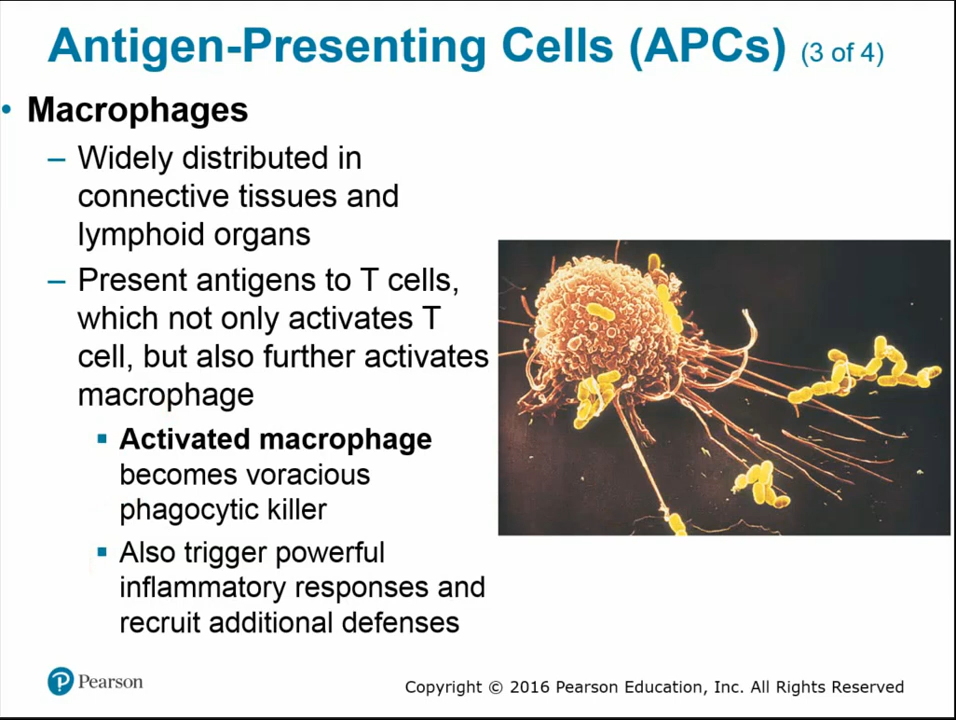 Antigen-Presenting Cells (APCs) (3 of 4)
• Macrophages
– Widely distributed in
connective tissues and
lymphoid organs
– Present antigens to T cells,
which not only activates T
cell, but also further activates
macrophage
▪ Activated macrophage
becomes voracious
phagocytic killer
▪ Also trigger powerful
inflammatory responses and
recruit additional defenses
P Pearson
Copyright © 2016 Pearson Education, Inc. All Rights Reserved